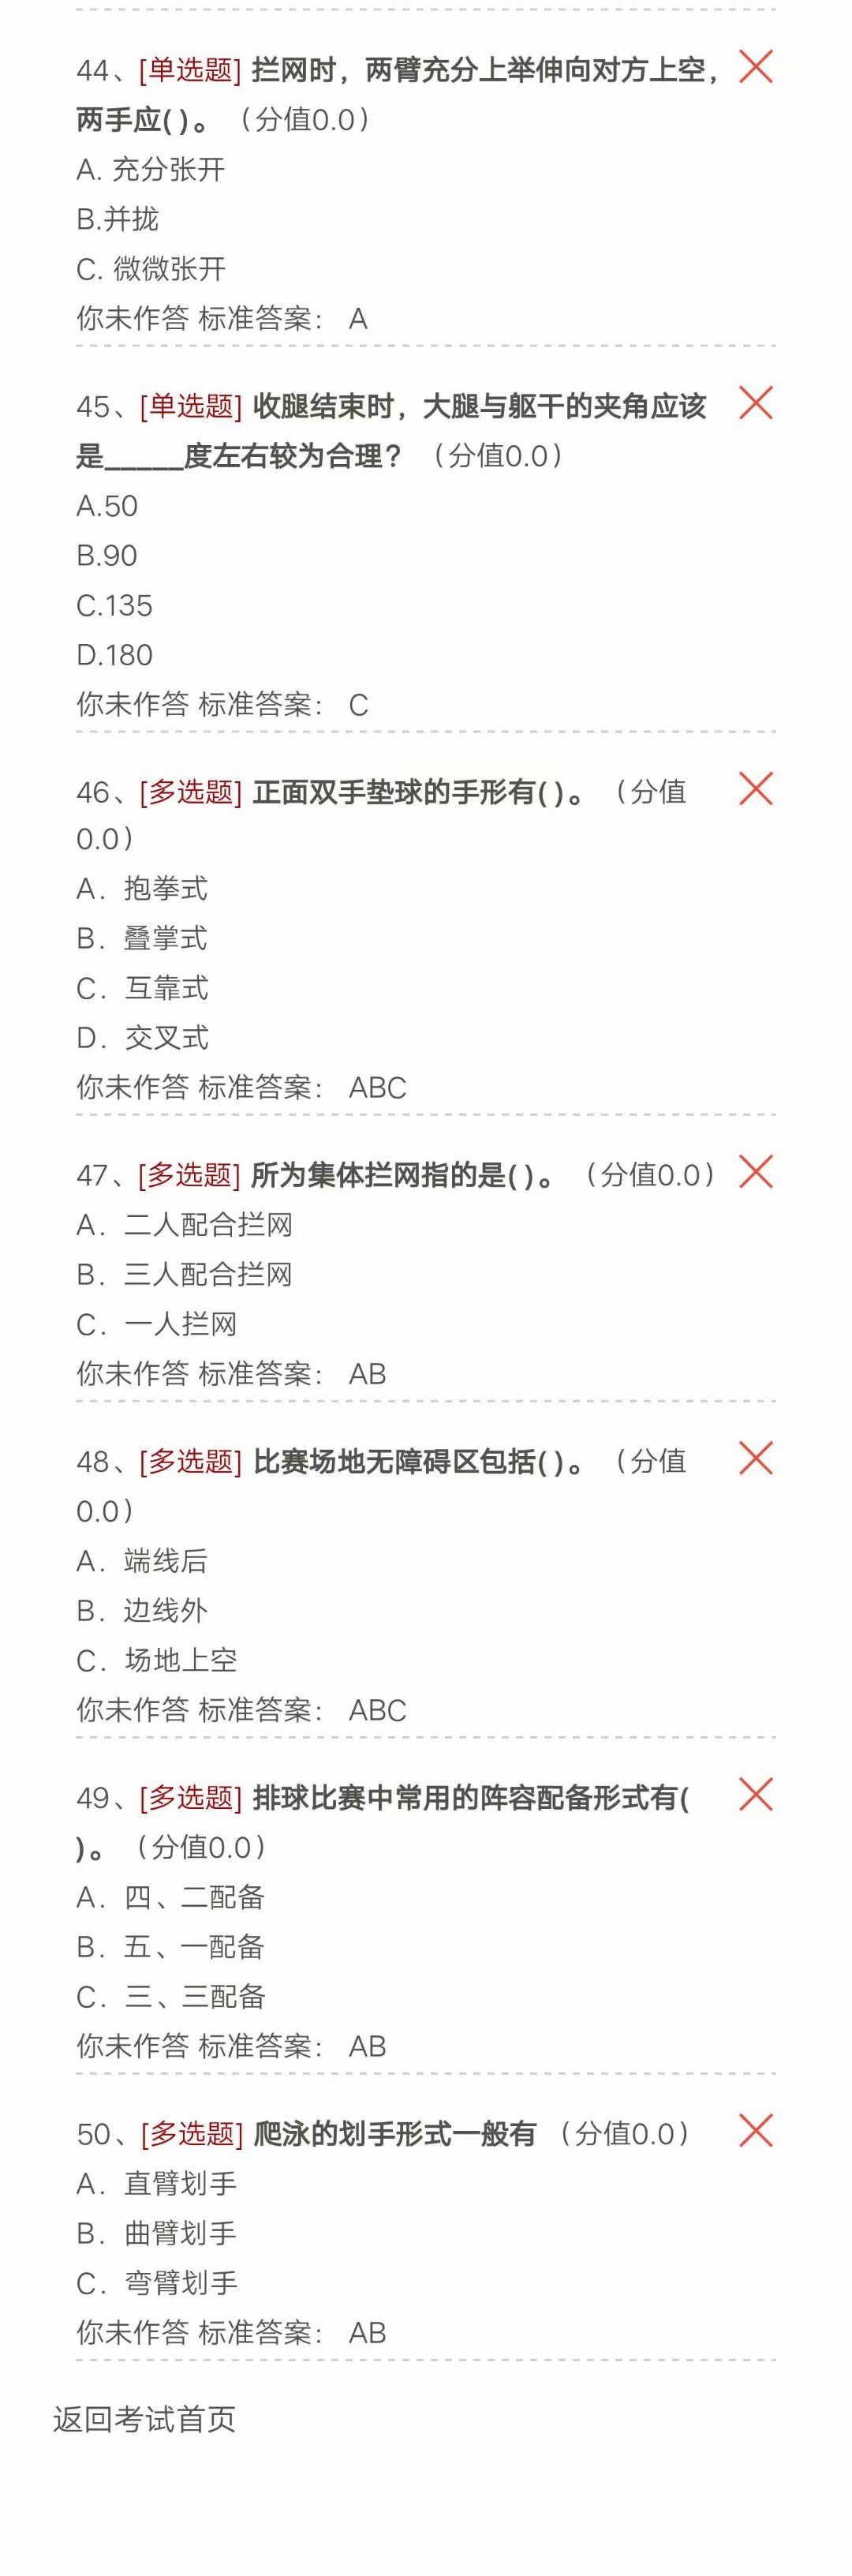 44、[单选题] 拦网时，两臂充分上举伸向对方上空，
两手应( )。（分值0.0）
A. 充分张开
B.并拢
C. 微微张开
你未作答 标准答案： A
45、[单选题] 收腿结束时，大腿与躯干的夹角应该
是_____度左右较为合理？（分值0.0）
A.50
B.90
C.135
D.180
你未作答 标准答案： C
46、[多选题] 正面双手垫球的手形有( )。（分值
0.0）
A．抱拳式
B．叠掌式
C．互靠式
D．交叉式
你未作答 标准答案： ABC
47、[多选题] 所为集体拦网指的是( )。（分值0.0）
A．二人配合拦网
B．三人配合拦网
C．一人拦网
你未作答 标准答案： AB
48、[多选题] 比赛场地无障碍区包括( )。（分值
0.0）
A．端线后
B．边线外
C．场地上空
你未作答 标准答案： ABC
49、[多选题] 排球比赛中常用的阵容配备形式有(
)。（分值0.0）
A．四、二配备
B．五、一配备
C．三、三配备
你未作答 标准答案： AB
50、[多选题] 爬泳的划手形式一般有 （分值0.0）
A．直臂划手
B．曲臂划手
C．弯臂划手
你未作答 标准答案： AB
返回考试首页